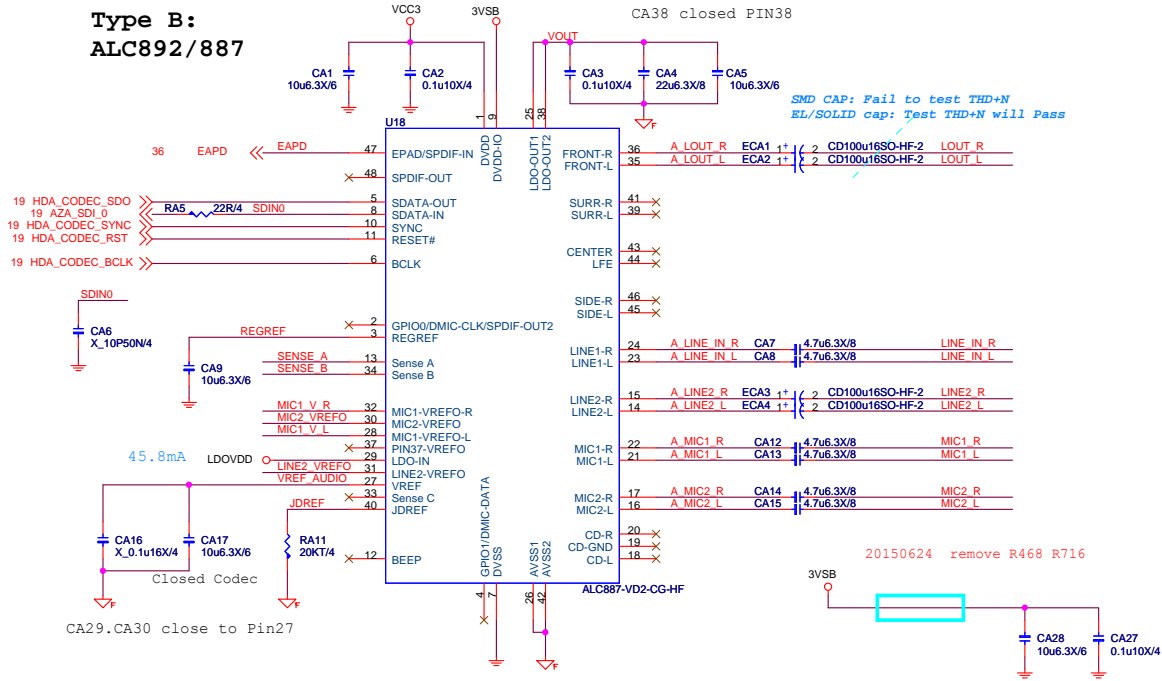 Type B:
ALC892/887
VCC3
3VSB
CA38 closed PIN38
VOUT
CA1
10u6.3X/6
CA2
0.1u10X/4
CA3
0.1u10X/4
CA4
22u6.3X/8
CA5
10u6.3X/6
F
SMD CAP: Fail to test THD+N
EL/SOLID cap: Test THD+N will Pass
U18
1
9
25
38
DVDD
DVDD-IO
LDO-OUT1
LDO-OUT2
36 EAPD EAPD 47 EPAD/SPDIF-IN
48 SPDIF-OUT
19 HDA_CODEC_SDO 5 SDATA-OUT
19 AZA_SDI_0 RA5 22R/4 SDIN0 8 SDATA-IN
19 HDA_CODEC_SYNC 10 SYNC
19 HDA_CODEC_RST 11 RESET#
19 HDA_CODEC_BCLK 6 BCLK
SDIN0
CA6
X_10P50N/4
2 GPIO0/DMIC-CLK/SPDIF-OUT2
REGREF 3 REGREF
CA9
10u6.3X/6
SENSE_A 13 Sense A
SENSE_B 34 Sense B
MIC1_V_R 32 MIC1-VREFO-R
MIC2_VREFO 30 MIC2-VREFO
MIC1_V_L 28 MIC1-VREFO-L
37 PIN37-VREFO
45.8mA LDOVDD 29 LDO-IN
LINE2_VREFO 31 LINE2-VREFO
VREF_AUDIO 27 VREF
33 Sense C
JDREF 40 JDREF
CA16
X_0.1u16X/4
CA17
10u6.3X/6
RA11
20KT/4
12 BEEP
Closed Codec
F
F
CA29.CA30 close to Pin27
GPIO1/DMIC-DATA
DVSS
AVSS1
AVSS2
4
7
26
42
F
ALC887-VD2-CG-HF
FRONT-R 36 A_LOUT_R ECA1 1 + 2 CD100u16SO-HF-2 LOUT_R
FRONT-L 35 A_LOUT_L ECA2 1 + 2 CD100u16SO-HF-2 LOUT_L
SURR-R 41
SURR-L 39
CENTER 43
LFE 44
SIDE-R 46
SIDE-L 45
LINE1-R 24 A_LINE_IN_R CA7 4.7u6.3X/8 LINE_IN_R
LINE1-L 23 A_LINE_IN_L CA8 4.7u6.3X/8 LINE_IN_L
LINE2-R 15 A_LINE2_R ECA3 1 + 2 CD100u16SO-HF-2 LINE2_R
LINE2-L 14 A_LINE2_L ECA4 1 + 2 CD100u16SO-HF-2 LINE2_L
MIC1-R 22 A_MIC1_R CA12 4.7u6.3X/8 MIC1_R
MIC1-L 21 A_MIC1_L CA13 4.7u6.3X/8 MIC1_L
MIC2-R 17 A_MIC2_R CA14 4.7u6.3X/8 MIC2_R
MIC2-L 16 A_MIC2_L CA15 4.7u6.3X/8 MIC2_L
CD-R 20
CD-GND 19
CD-L 18
20150624 remove R468 R716
3VSB
CA28
10u6.3X/6
CA27
0.1u10X/4